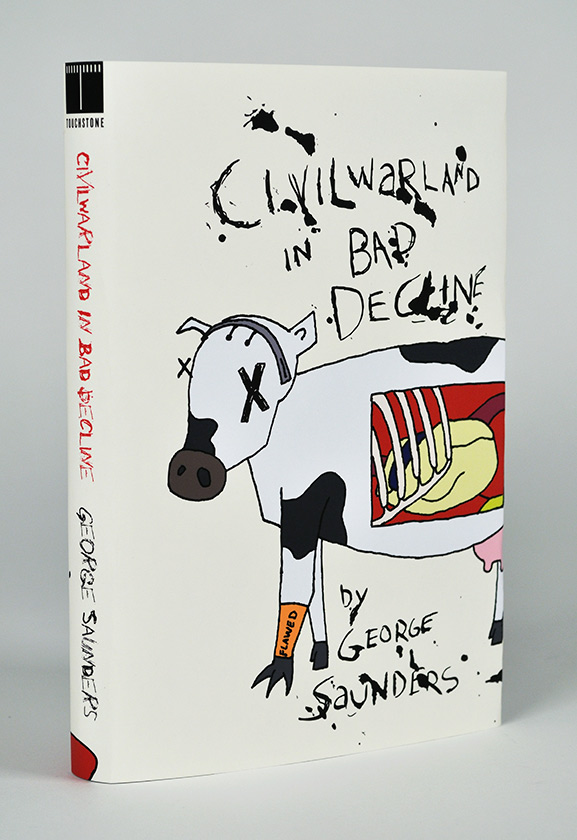 TOUCHSTONE
CIVILWARLAND IN BAD DECLINE GEORGE SAUNDERS
CIVILWARLAND
IN BAD
DECLINE
X
X
FLAWED
by
GEORGE
SAUNDERS